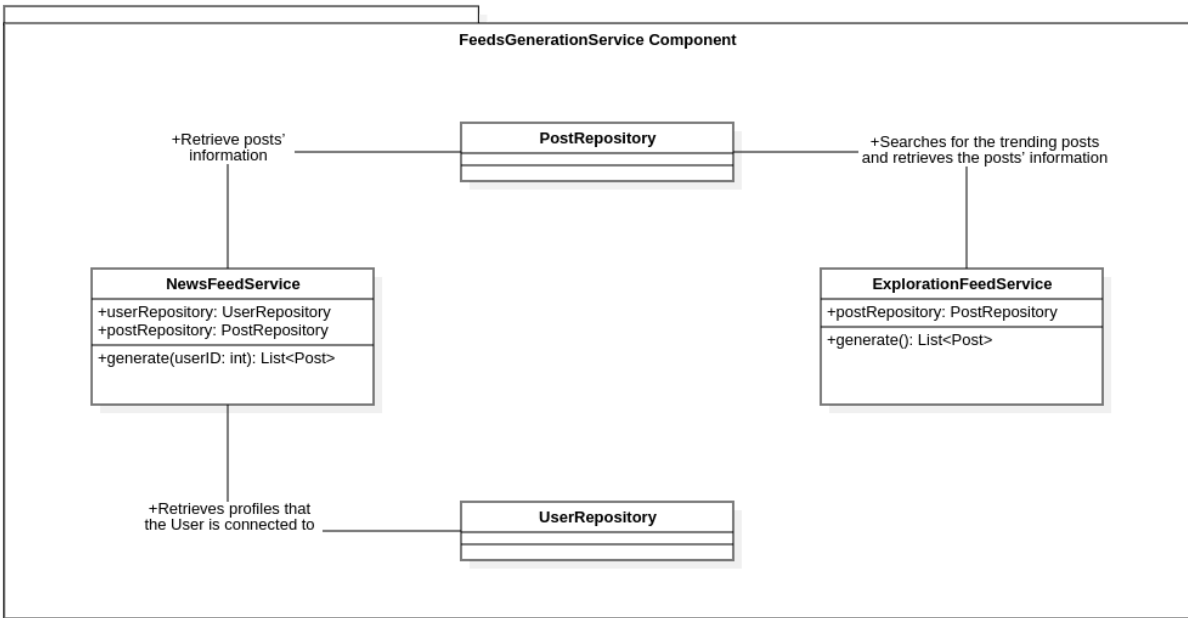 FeedsGenerationService Component
+Retrieve posts’
information
PostRepository
+Searches for the trending posts
and retrieves the posts’ information
NewsFeedService
+userRepository: UserRepository
+postRepository: PostRepository
+generate(userID: int): List<Post>
ExplorationFeedService
+postRepository: PostRepository
+generate(): List<Post>
+Retrieves profiles that
the User is connected to
UserRepository